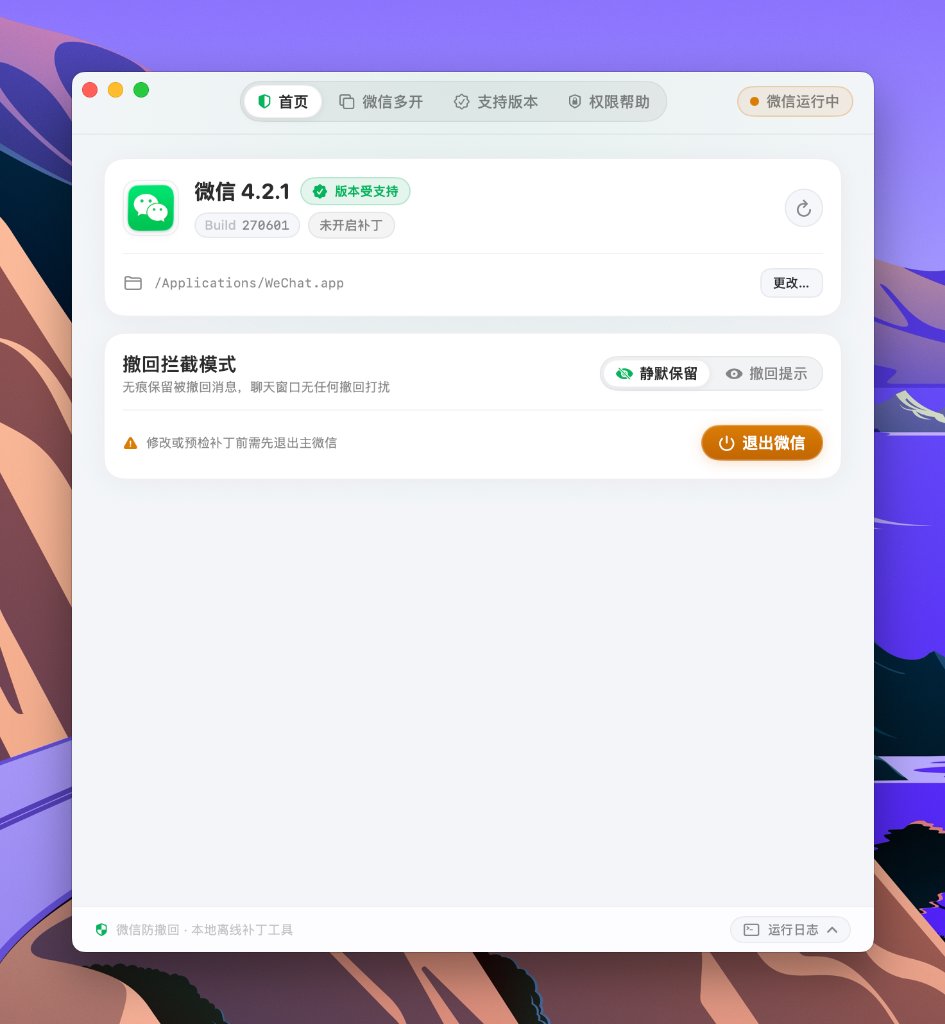 首页 微信多开 支持版本 权限帮助 微信运行中
微信 4.2.1 版本受支持
Build 270601 未开启补丁
/Applications/WeChat.app 更改...
撤回拦截模式
无痕保留被撤回消息，聊天窗口无任何撤回打扰
静默保留 撤回提示
修改或预检补丁前需先退出主微信 退出微信
微信防撤回 · 本地离线补丁工具 运行日志